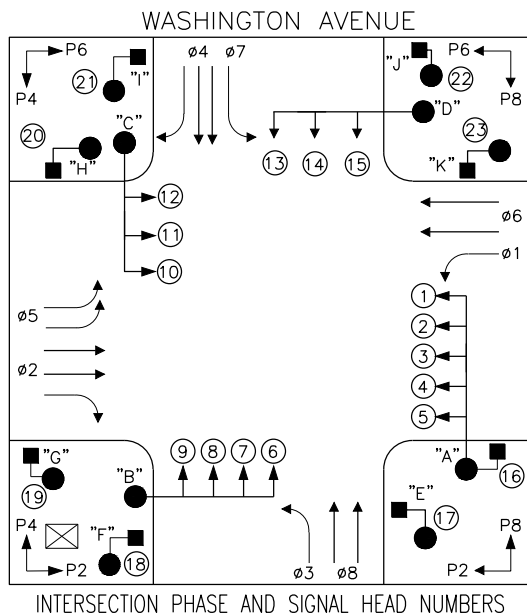 WASHINGTON AVENUE
P6 ø4 ø7 P6
"I" "J"
21 22
P4 P8
"C" "D"
20 23
"H" 13 14 15 "K"
12
ø6
11
ø1
10
1
ø5
2
3
ø2
4
5
"G" 9 8 7 6 "A"
19 "B" "E" 16
P4 17 P8
"F"
P2 18 ø3 ø8 P2
INTERSECTION PHASE AND SIGNAL HEAD NUMBERS